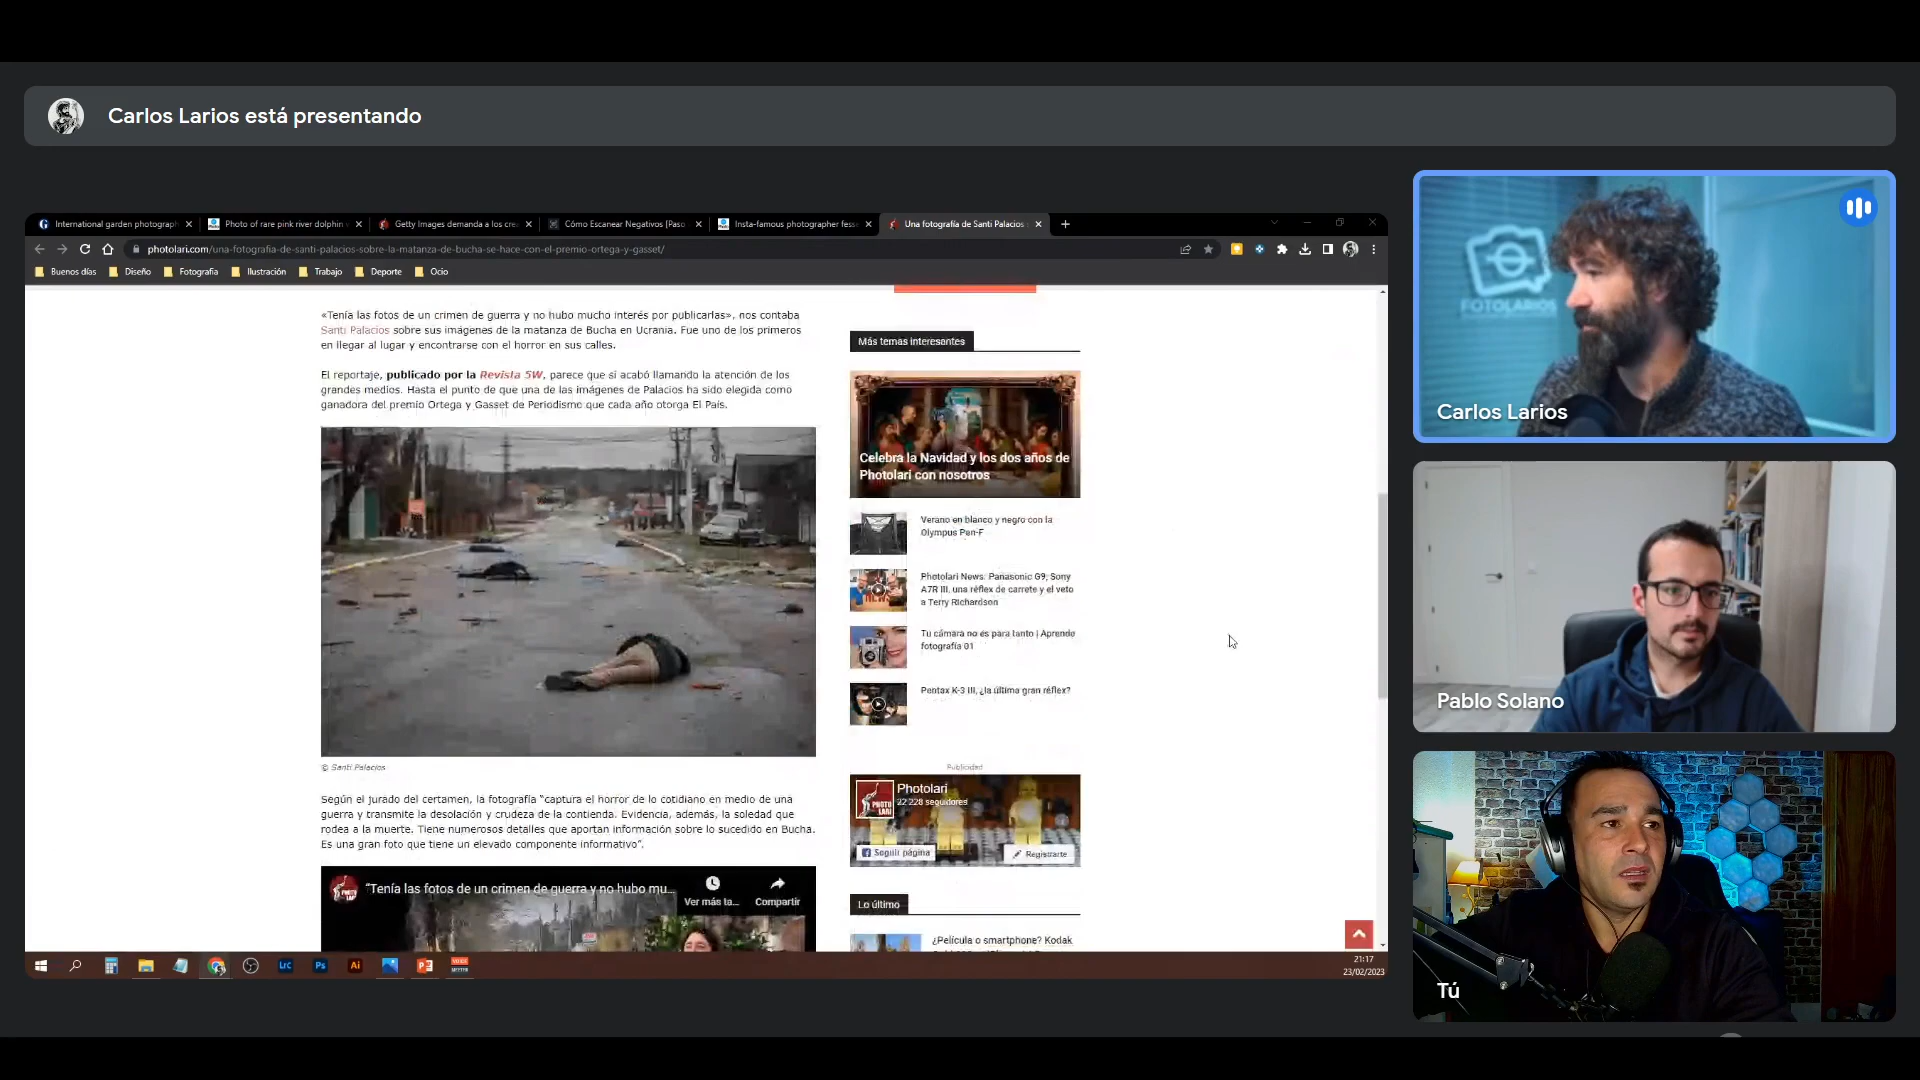 Carlos Larios está presentando
International garden photograph
Photo of rare pink river dolphin
Getty Images demanda a los cre
Cómo Escanear Negativos [Paso
Insta-famous photographer fess
Una fotografía de Santi Palacios
photolari.com/una-fotografia-de-santi-palacios-sobre-la-matanza-de-bucha-se-hace-con-el-premio-ortega-y-gasset/
Buenos días
Diseño
Fotografía
Ilustración
Trabajo
Deporte
Ocio
«Tenía las fotos de un crimen de guerra y no hubo mucho interés por publicarlas», nos contaba
Santi Palacios sobre sus imágenes de la matanza de Bucha en Ucrania. Fue uno de los primeros
en llegar al lugar y encontrarse con el horror en sus calles.
El reportaje, publicado por la Revista 5W, parece que sí acabó llamando la atención de los
grandes medios. Hasta el punto de que una de las imágenes de Palacios ha sido elegida como
ganadora del premio Ortega y Gasset de Periodismo que cada año otorga El País.
© Santi Palacios
Según el jurado del certamen, la fotografía “captura el horror de lo cotidiano en medio de una
guerra y transmite la desolación y crudeza de la contienda. Evidencia, además, la soledad que
rodea a la muerte. Tiene numerosos detalles que aportan información sobre lo sucedido en Bucha.
Es una gran foto que tiene un elevado componente informativo”.
“Tenía las fotos de un crimen de guerra y no hubo mu...
Ver más ta...
Compartir
Más temas interesantes
Celebra la Navidad y los dos años de
Photolari con nosotros
Verano en blanco y negro con la
Olympus Pen-F
Photolari News: Panasonic G9, Sony
A7R III, una réflex de carrete y el veto
a Terry Richardson
Tu cámara no es para tanto | Aprende
fotografía 01
Pentax K-3 III, ¿la última gran réflex?
Publicidad
PHOTO
LARI
Photolari
22 228 seguidores
Seguir página
Registrarte
Lo último
¿Película o smartphone? Kodak
Lrc
Ps
Ai
21:17
23/02/2023
FOTOLARIOS
Carlos Larios
Pablo Solano
Tú